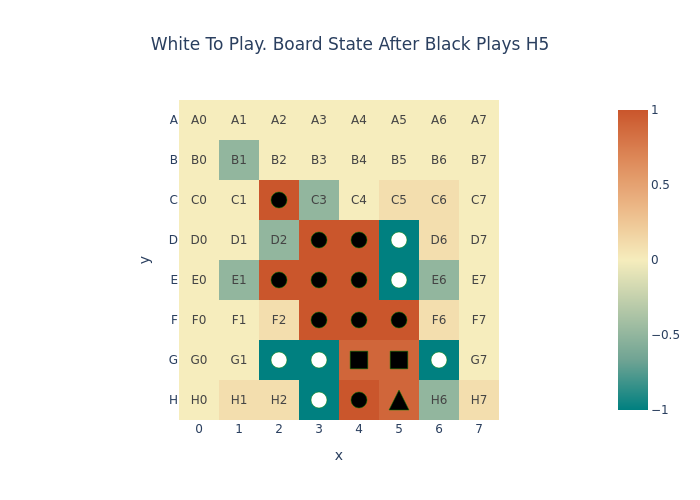 White To Play. Board State After Black Plays H5
A A0 A1 A2 A3 A4 A5 A6 A7
B B0 B1 B2 B3 B4 B5 B6 B7
C C0 C1 C3 C4 C5 C6 C7
D D0 D1 D2 D6 D7
E E0 E1 E6 E7
F F0 F1 F2 F6 F7
G G0 G1 G7
H H0 H1 H2 H6 H7
0 1 2 3 4 5 6 7
x
y
1
0.5
0
−0.5
−1